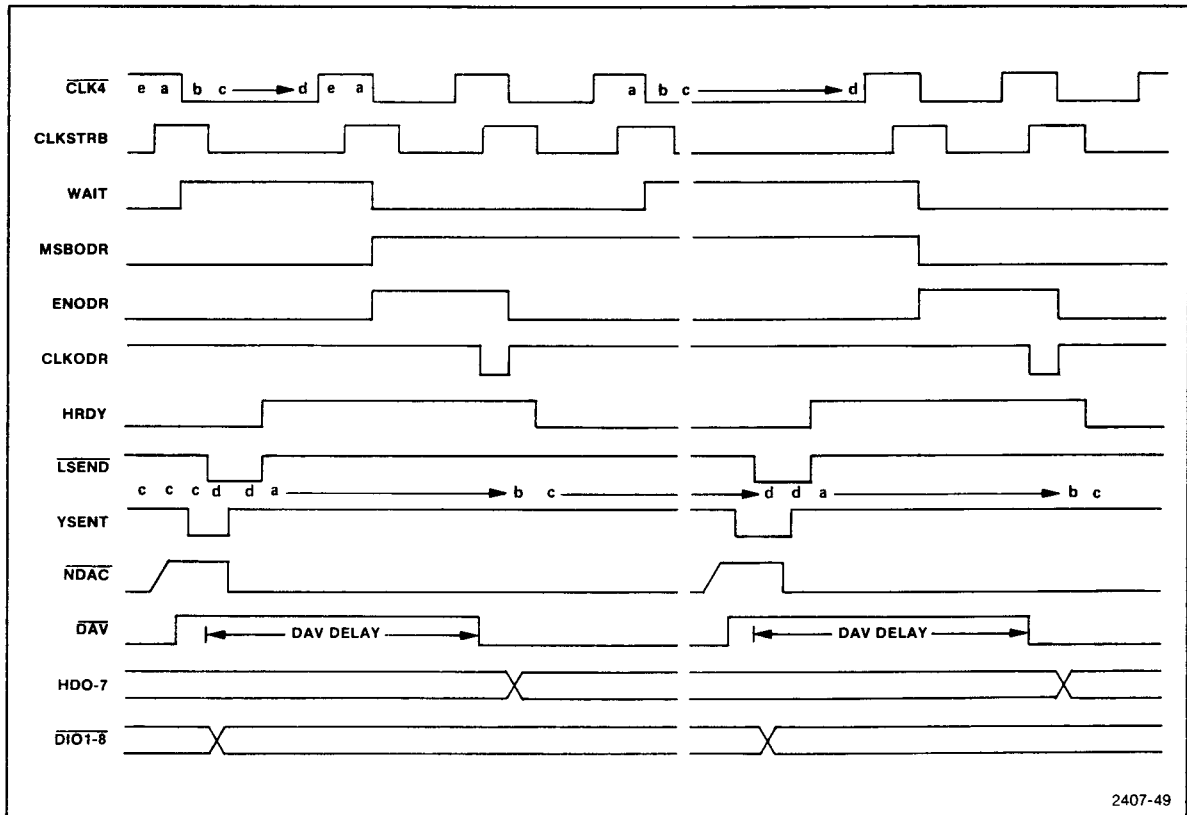 CLK4
e a b c d e a a b c d
CLKSTRB
WAIT
MSBODR
ENODR
CLKODR
HRDY
LSEND
c c c d d a b c d d a b c
YSENT
NDAC
DAV
DAV DELAY DAV DELAY
HDO-7
DIO1-8
2407-49